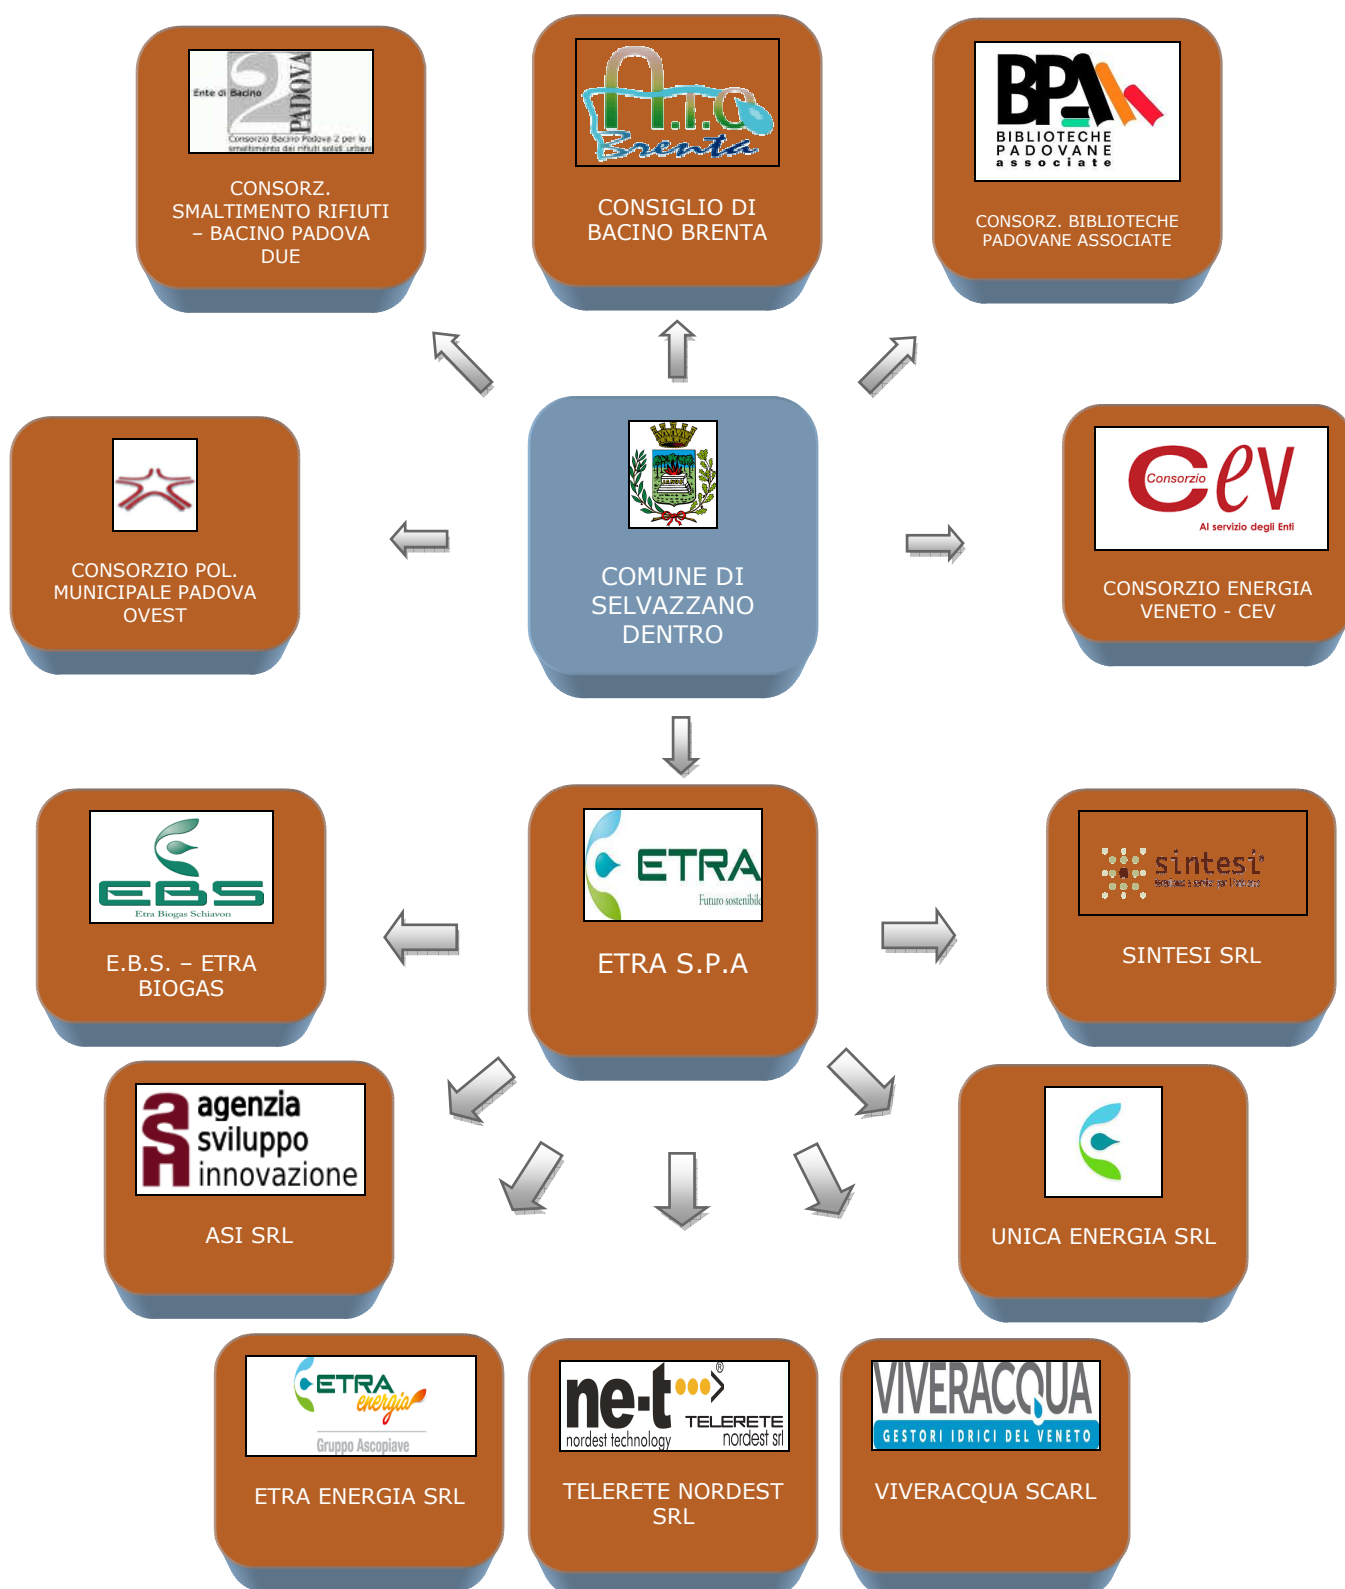 Ente di Bacino
2
PADOVA
Consorzio Bacino Padova 2 per lo
smaltimento dei rifiuti solidi urbani
CONSORZ.
SMALTIMENTO RIFIUTI
– BACINO PADOVA
DUE
A.T.O
Brenta
CONSIGLIO DI
BACINO BRENTA
BPA
BIBLIOTECHE
PADOVANE
associate
CONSORZ. BIBLIOTECHE
PADOVANE ASSOCIATE
CONSORZIO POL.
MUNICIPALE PADOVA
OVEST
COMUNE DI
SELVAZZANO
DENTRO
Consorzio
Cev
Al servizio degli Enti
CONSORZIO ENERGIA
VENETO - CEV
EBS
Etra Biogas Schiavon
E.B.S. – ETRA
BIOGAS
ETRA
Futuro sostenibile
ETRA S.P.A
sintesi
SINTESI SRL
asi
agenzia
sviluppo
innovazione
ASI SRL
UNICA ENERGIA SRL
ETRA
energia
Gruppo Ascopiave
ETRA ENERGIA SRL
ne-t
nordest technology
®
TELERETE
nordest srl
TELERETE NORDEST
SRL
VIVERACQUA
GESTORI IDRICI DEL VENETO
VIVERACQUA SCARL